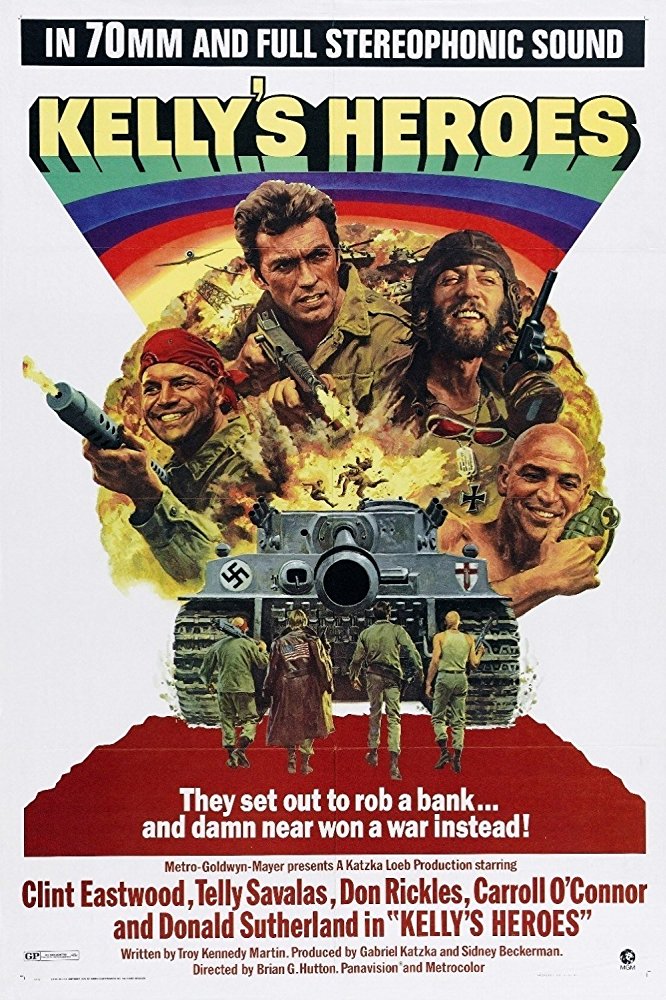 IN 70MM AND FULL STEREOPHONIC SOUND
KELLY'S HEROES
They set out to rob a bank...
and damn near won a war instead!
Metro-Goldwyn-Mayer presents A Katzka Loeb Production starring
Clint Eastwood, Telly Savalas, Don Rickles, Carroll O'Connor
and Donald Sutherland in "KELLY'S HEROES"
GP
Written by Troy Kennedy Martin. Produced by Gabriel Katzka and Sidney Beckerman.
Directed by Brian G. Hutton. Panavision® and Metrocolor
MGM